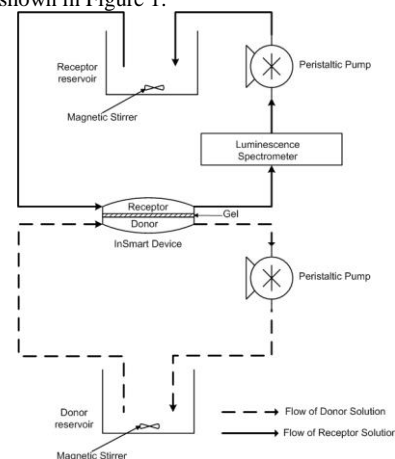 shown in Figure 1.
Receptor
reservoir
Peristaltic Pump
Magnetic Stirrer
Luminescence
Spectrometer
Receptor
Gel
Donor
InSmart Device
Peristaltic Pump
Donor
reservoir
Flow of Donor Solution
Flow of Receptor Solution
Magnetic Stirrer